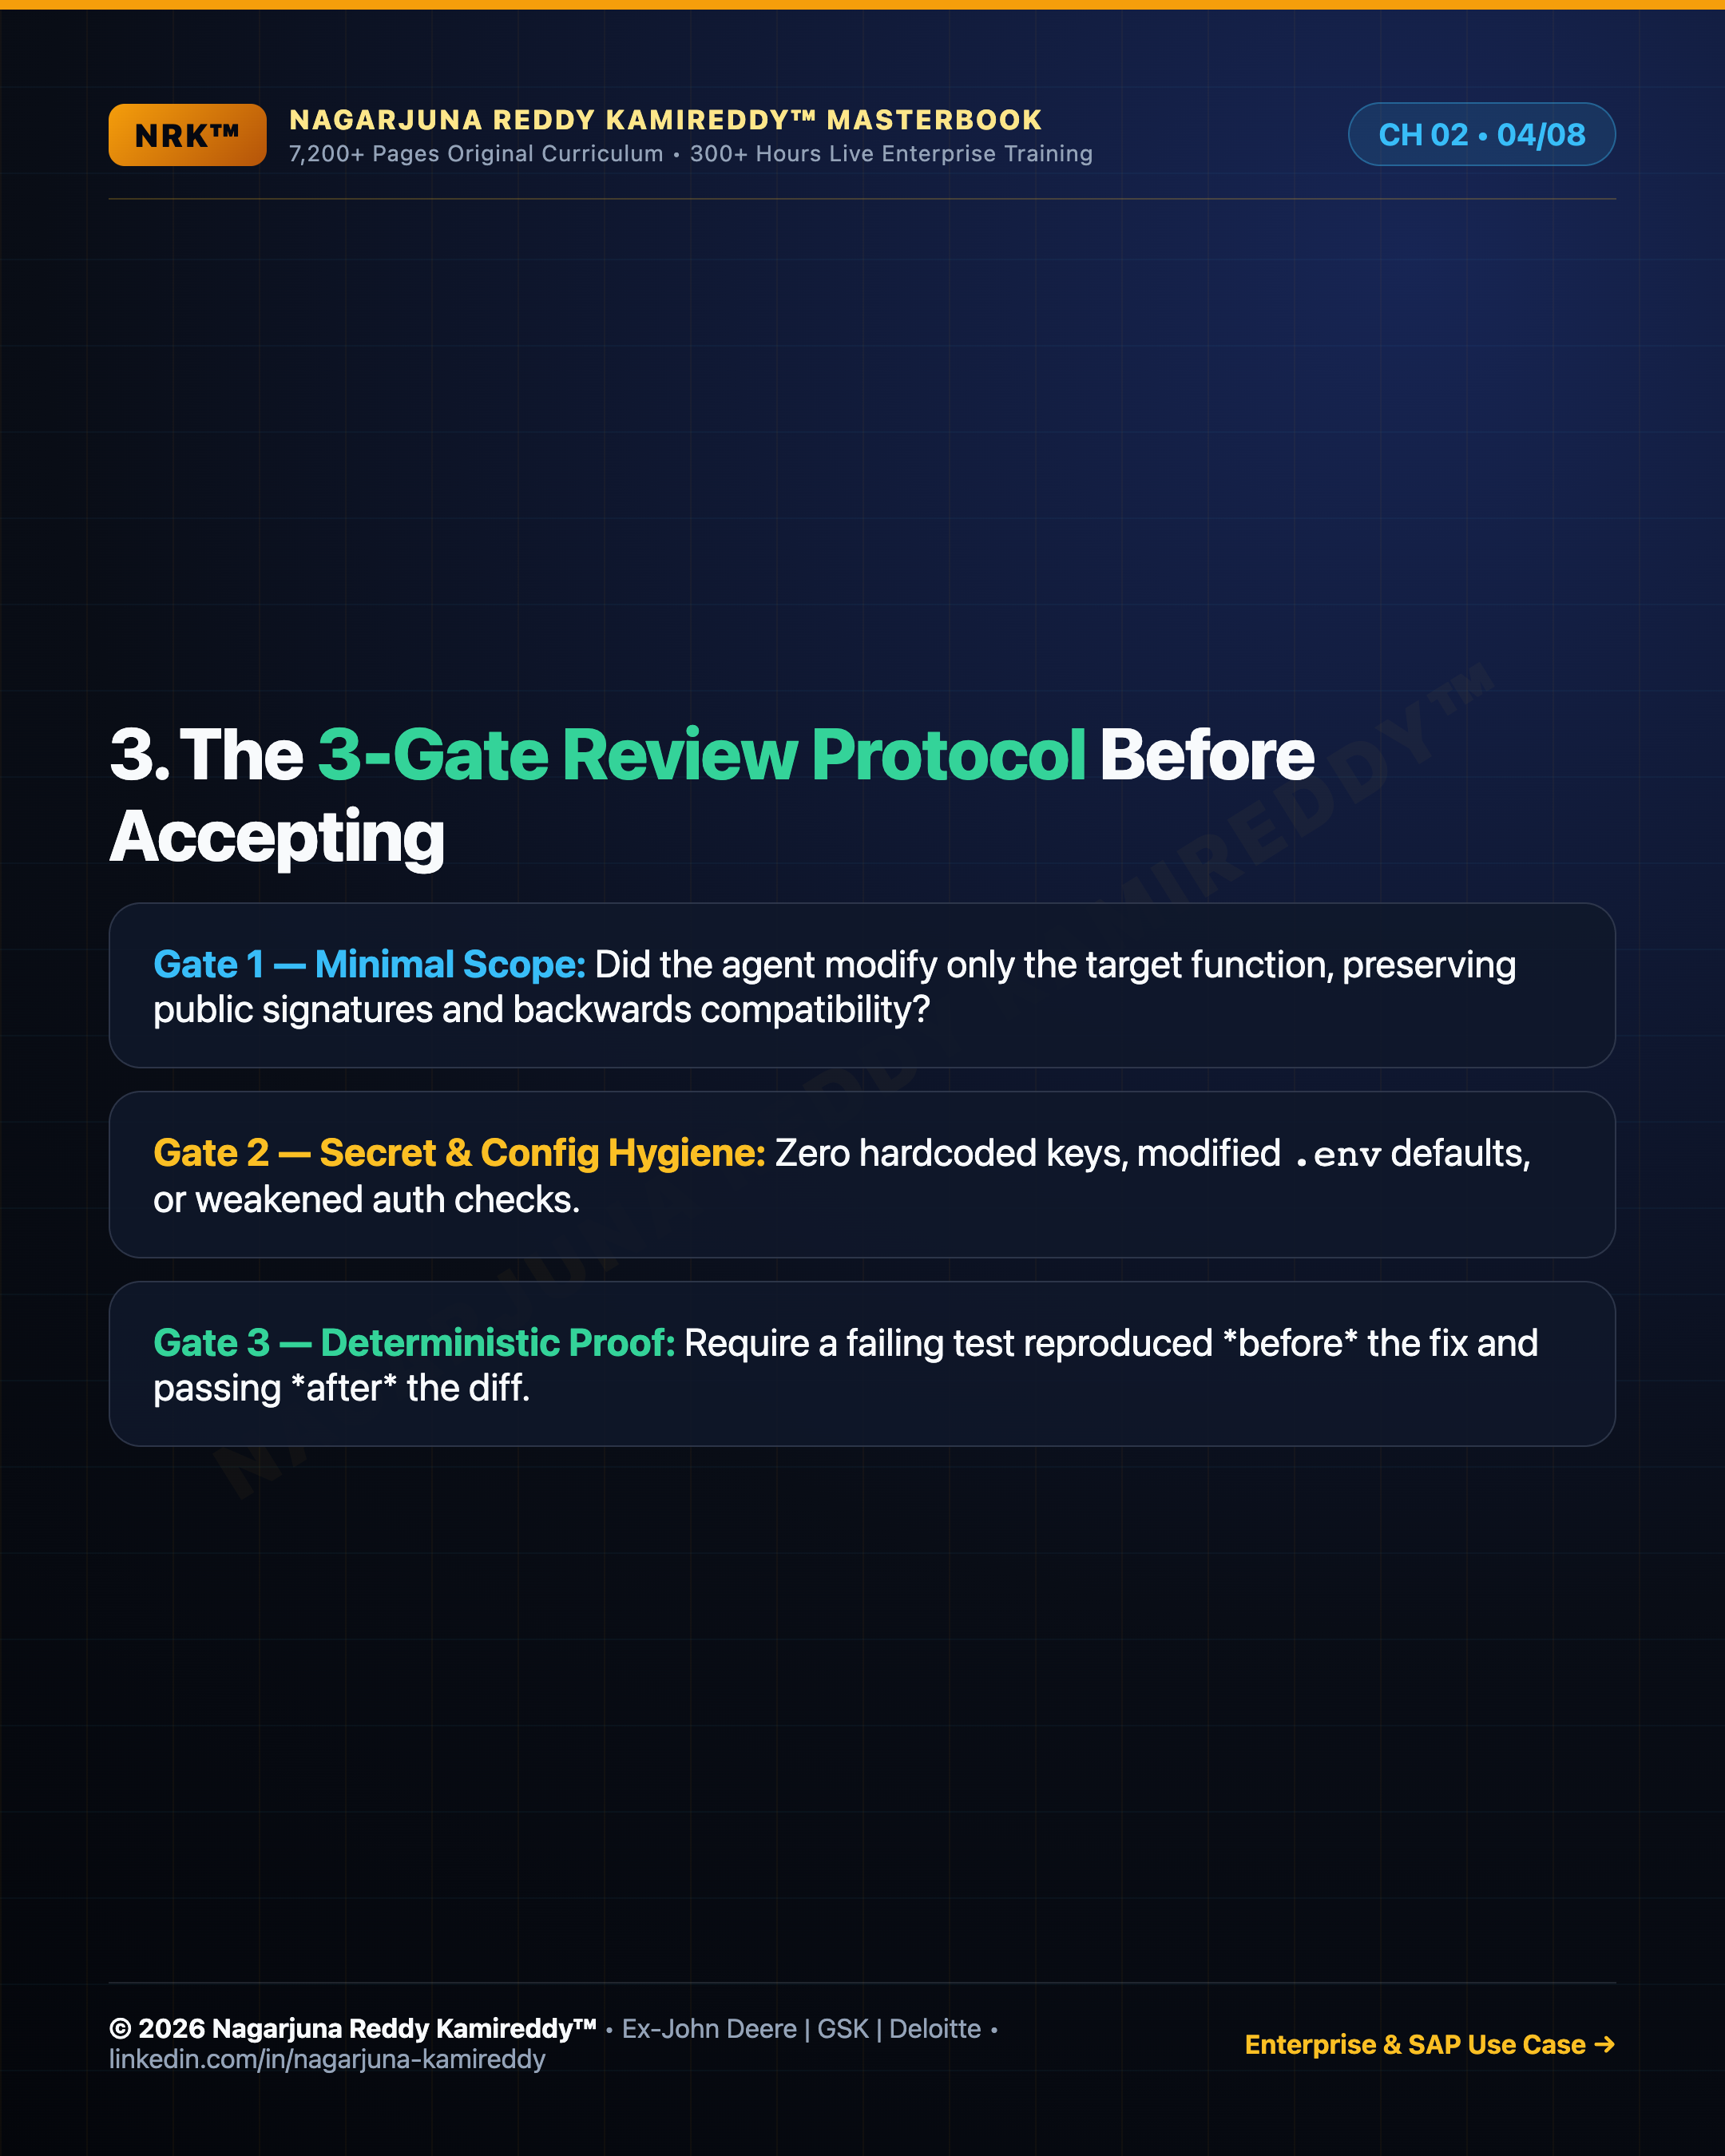 NRK™
NAGARJUNA REDDY KAMIREDDY™ MASTERBOOK
7,200+ Pages Original Curriculum • 300+ Hours Live Enterprise Training
CH 02 • 04/08
3. The 3-Gate Review Protocol Before
Accepting
Gate 1 — Minimal Scope: Did the agent modify only the target function, preserving
public signatures and backwards compatibility?
Gate 2 — Secret & Config Hygiene: Zero hardcoded keys, modified .env defaults,
or weakened auth checks.
Gate 3 — Deterministic Proof: Require a failing test reproduced *before* the fix and
passing *after* the diff.
© 2026 Nagarjuna Reddy Kamireddy™ • Ex-John Deere | GSK | Deloitte •
linkedin.com/in/nagarjuna-kamireddy
Enterprise & SAP Use Case →